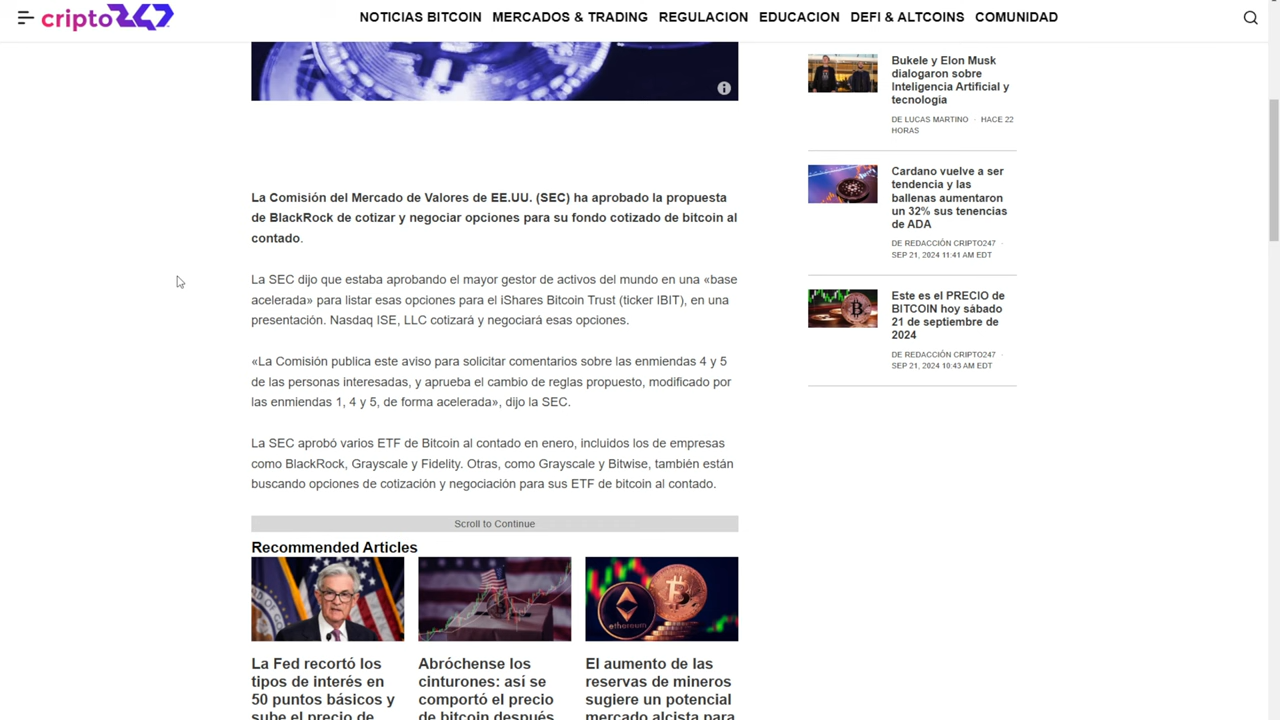 cripto247
NOTICIAS BITCOIN MERCADOS & TRADING REGULACION EDUCACION DEFI & ALTCOINS COMUNIDAD
La Comisión del Mercado de Valores de EE.UU. (SEC) ha aprobado la propuesta
de BlackRock de cotizar y negociar opciones para su fondo cotizado de bitcoin al
contado.
La SEC dijo que estaba aprobando el mayor gestor de activos del mundo en una «base
acelerada» para listar esas opciones para el iShares Bitcoin Trust (ticker IBIT), en una
presentación. Nasdaq ISE, LLC cotizará y negociará esas opciones.
«La Comisión publica este aviso para solicitar comentarios sobre las enmiendas 4 y 5
de las personas interesadas, y aprueba el cambio de reglas propuesto, modificado por
las enmiendas 1, 4 y 5, de forma acelerada», dijo la SEC.
La SEC aprobó varios ETF de Bitcoin al contado en enero, incluidos los de empresas
como BlackRock, Grayscale y Fidelity. Otras, como Grayscale y Bitwise, también están
buscando opciones de cotización y negociación para sus ETF de bitcoin al contado.
Scroll to Continue
Recommended Articles
ethereum
La Fed recortó los
tipos de interés en
50 puntos básicos y
sube el precio de
Abróchense los
cinturones: así se
comportó el precio
de bitcoin después
El aumento de las
reservas de mineros
sugiere un potencial
mercado alcista para
Bukele y Elon Musk
dialogaron sobre
Inteligencia Artificial y
tecnología
DE LUCAS MARTINO · HACE 22
HORAS
Cardano vuelve a ser
tendencia y las
ballenas aumentaron
un 32% sus tenencias
de ADA
DE REDACCIÓN CRIPTO247 ·
SEP 21, 2024 11:41 AM EDT
Este es el PRECIO de
BITCOIN hoy sábado
21 de septiembre de
2024
DE REDACCIÓN CRIPTO247 ·
SEP 21, 2024 10:43 AM EDT